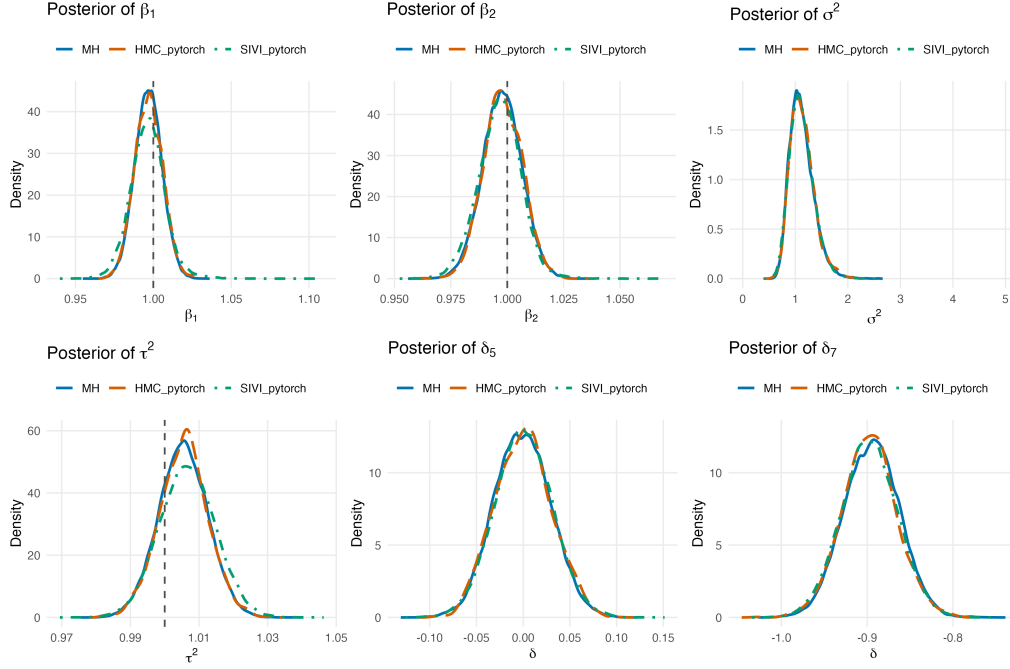 Posterior of β₁
MH HMC_pytorch SIVI_pytorch
Density
40
30
20
10
0
0.95 1.00 1.05 1.10
β₁
Posterior of β₂
MH HMC_pytorch SIVI_pytorch
Density
40
30
20
10
0
0.950 0.975 1.000 1.025 1.050
β₂
Posterior of σ²
MH HMC_pytorch SIVI_pytorch
Density
1.5
1.0
0.5
0.0
0 1 2 3 4 5
σ²
Posterior of τ²
MH HMC_pytorch SIVI_pytorch
Density
60
40
20
0
0.97 0.99 1.01 1.03 1.05
τ²
Posterior of δ₅
MH HMC_pytorch SIVI_pytorch
Density
10
5
0
-0.10 -0.05 0.00 0.05 0.10 0.15
δ
Posterior of δ₇
MH HMC_pytorch SIVI_pytorch
Density
10
5
0
-1.0 -0.9 -0.8
δ